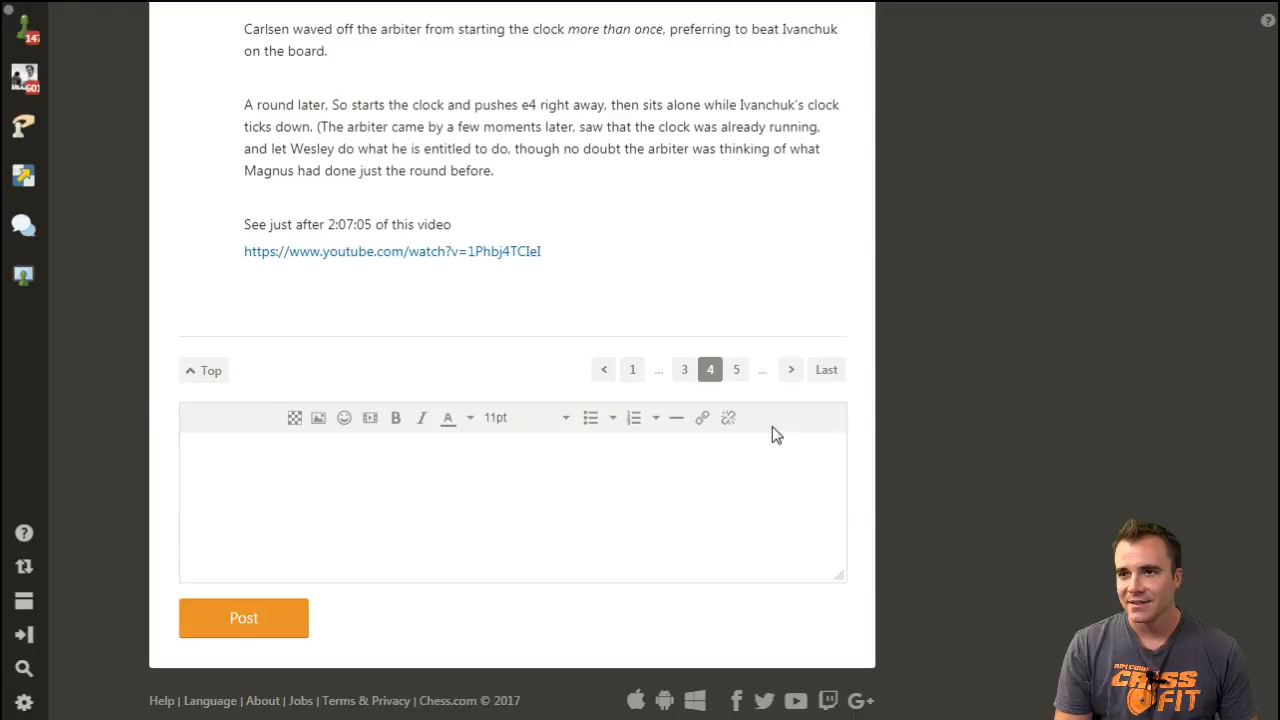 147
601
Carlsen waved off the arbiter from starting the clock more than once, preferring to beat Ivanchuk
on the board.
A round later, So starts the clock and pushes e4 right away, then sits alone while Ivanchuk's clock
ticks down. (The arbiter came by a few moments later, saw that the clock was already running,
and let Wesley do what he is entitled to do, though no doubt the arbiter was thinking of what
Magnus had done just the round before.
See just after 2:07:05 of this video
https://www.youtube.com/watch?v=1Phbj4TCIeI
Top
< 1 ... 3 4 5 ... > Last
B I A 11pt
Post
Help | Language | About | Jobs | Terms & Privacy | Chess.com © 2017
CHESS
FIT